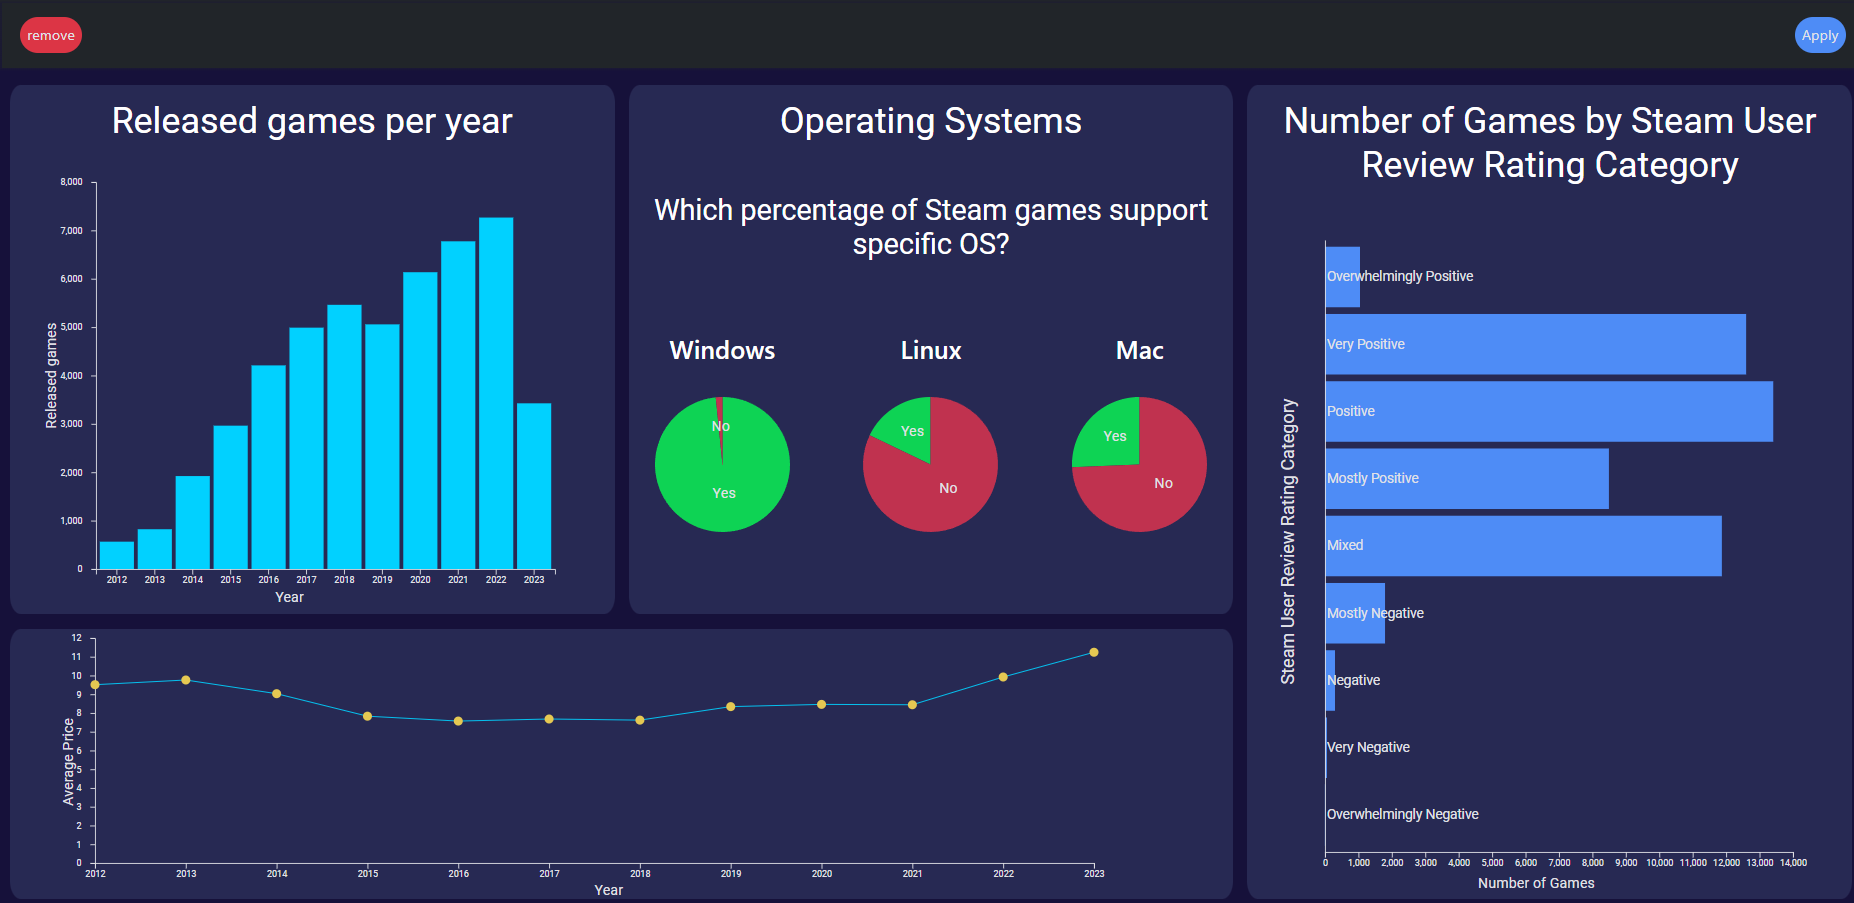 remove
Apply
Released games per year
8,000
7,000
6,000
5,000
4,000
3,000
2,000
1,000
0
Released games
2012 2013 2014 2015 2016 2017 2018 2019 2020 2021 2022 2023
Year
Operating Systems
Which percentage of Steam games support
specific OS?
Windows
No
Yes
Linux
Yes
No
Mac
Yes
No
Number of Games by Steam User
Review Rating Category
Steam User Review Rating Category
Overwhelmingly Positive
Very Positive
Positive
Mostly Positive
Mixed
Mostly Negative
Negative
Very Negative
Overwhelmingly Negative
0 1,000 2,000 3,000 4,000 5,000 6,000 7,000 8,000 9,000 10,000 11,000 12,000 13,000 14,000
Number of Games
12
11
10
9
8
7
6
5
4
3
2
1
0
Average Price
2012 2013 2014 2015 2016 2017 2018 2019 2020 2021 2022 2023
Year